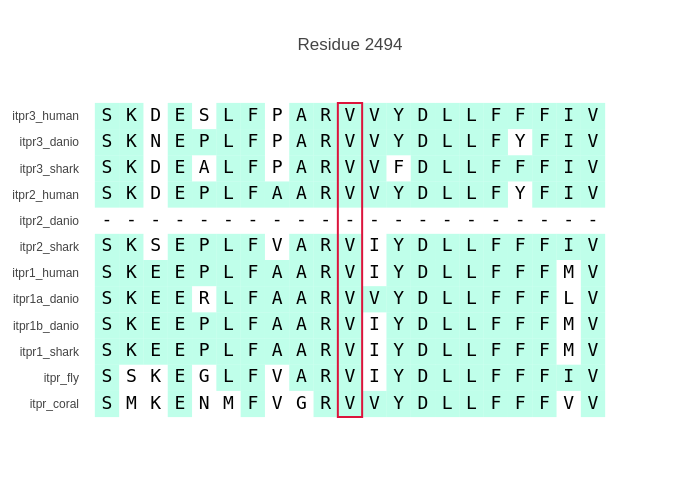 Residue 2494
itpr3_human S K D E S L F P A R V V Y D L L F F F I V
itpr3_danio S K N E P L F P A R V V Y D L L F Y F I V
itpr3_shark S K D E A L F P A R V V F D L L F F F I V
itpr2_human S K D E P L F A A R V V Y D L L F Y F I V
itpr2_danio - - - - - - - - - - - - - - - - - - - - -
itpr2_shark S K S E P L F V A R V I Y D L L F F F I V
itpr1_human S K E E P L F A A R V I Y D L L F F F M V
itpr1a_danio S K E E R L F A A R V V Y D L L F F F L V
itpr1b_danio S K E E P L F A A R V I Y D L L F F F M V
itpr1_shark S K E E P L F A A R V I Y D L L F F F M V
itpr_fly S S K E G L F V A R V I Y D L L F F F I V
itpr_coral S M K E N M F V G R V V Y D L L F F F V V